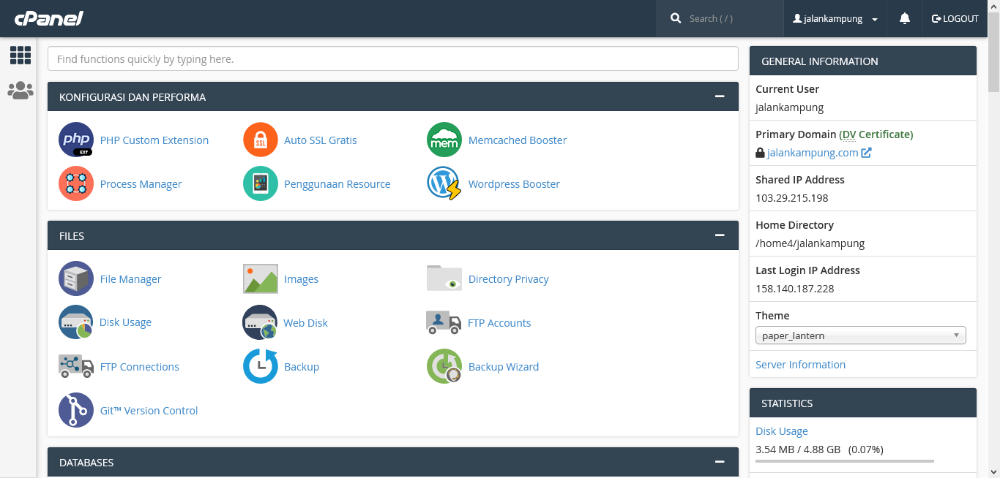 cPanel
Search ( / )
jalankampung
LOGOUT
Find functions quickly by typing here.
KONFIGURASI DAN PERFORMA
php EXT PHP Custom Extension
SSL Auto SSL Gratis
mem Memcached Booster
Process Manager
Penggunaan Resource
Wordpress Booster
FILES
File Manager
Images
Directory Privacy
Disk Usage
Web Disk
FTP Accounts
FTP Connections
Backup
Backup Wizard
Git™ Version Control
DATABASES
GENERAL INFORMATION
Current User
jalankampung
Primary Domain (DV Certificate)
jalankampung.com
Shared IP Address
103.29.215.198
Home Directory
/home4/jalankampung
Last Login IP Address
158.140.187.228
Theme
paper_lantern
Server Information
STATISTICS
Disk Usage
3.54 MB / 4.88 GB (0.07%)